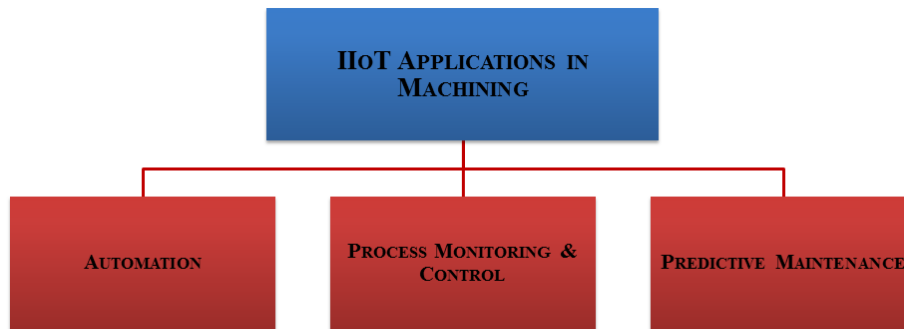 IIoT Applications in
Machining
Automation
Process Monitoring &
Control
Predictive Maintenance